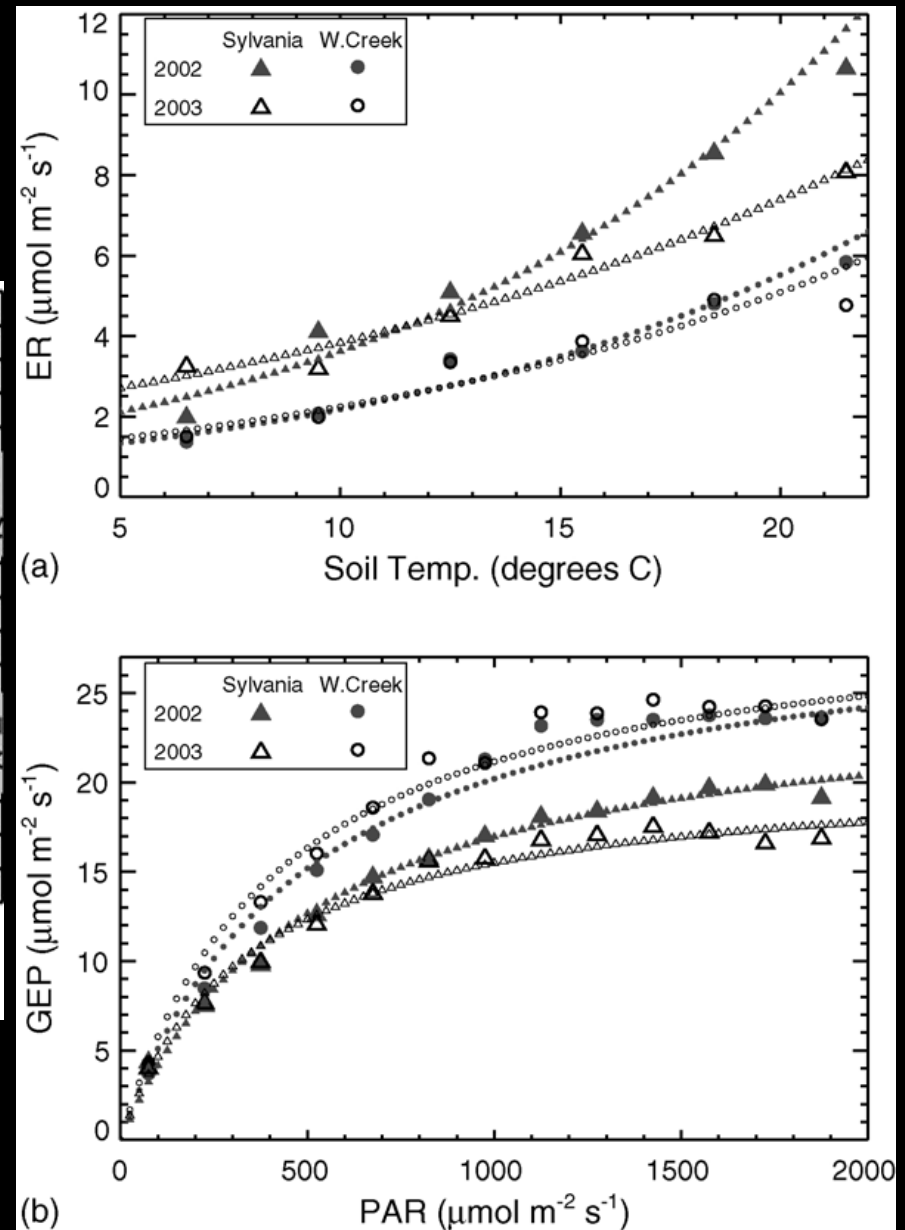 12
10
8
6
4
2
0
ER (μmol m⁻² s⁻¹)
Sylvania W.Creek
2002
2003
5 10 15 20
Soil Temp. (degrees C)
(a)
25
20
15
10
5
0
GEP (μmol m⁻² s⁻¹)
Sylvania W.Creek
2002
2003
0 500 1000 1500 2000
PAR (μmol m⁻² s⁻¹)
(b)